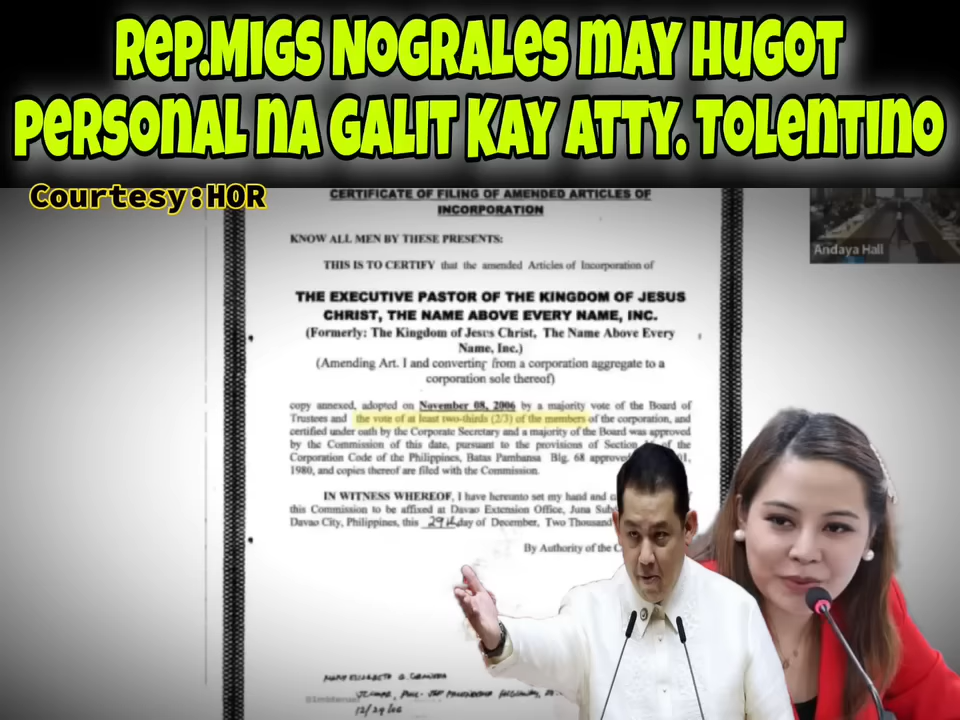 Rep.Migs Nograles may Hugot
personal na galit kay Atty. Tolentino
Courtesy:HOR
Andaya Hall
CERTIFICATE OF FILING OF AMENDED ARTICLES OF
INCORPORATION
KNOW ALL MEN BY THESE PRESENTS:
THIS IS TO CERTIFY that the amended Articles of Incorporation of
THE EXECUTIVE PASTOR OF THE KINGDOM OF JESUS
CHRIST, THE NAME ABOVE EVERY NAME, INC.
(Formerly: The Kingdom of Jesus Christ, The Name Above Every
Name, Inc.)
(Amending Art. I and converting from a corporation aggregate to a
corporation sole thereof)
copy annexed, adopted on November 08, 2006 by a majority vote of the Board of
Trustees and the vote of at least two-thirds (2/3) of the members of the corporation, and
certified under oath by the Corporate Secretary and a majority of the Board was approved
by the Commission of this date, pursuant to the provisions of Section of the
Corporation Code of the Philippines, Batas Pambansa Blg. 68 approved
1980, and copies thereof are filed with the Commission.
IN WITNESS WHEREOF, I have hereunto set my hand and
this Commission to be affixed at Davao Extension Office, Juna
Davao City, Philippines, this 29th day of December, Two Thousand
By Authority of the
12/29/06